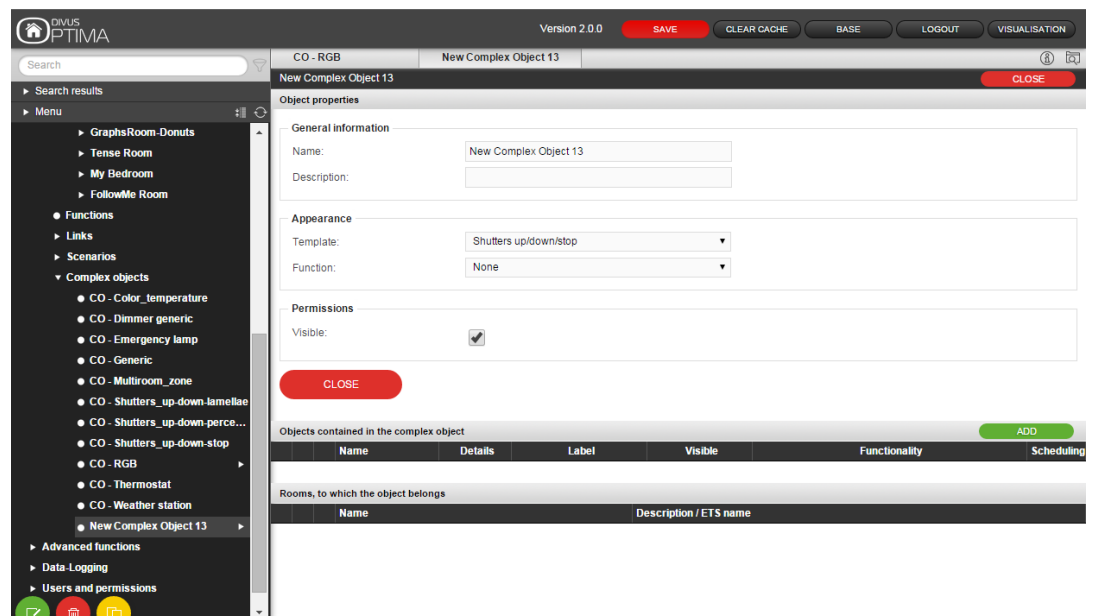 DIVUS
OPTIMA
Version 2.0.0
SAVE
CLEAR CACHE
BASE
LOGOUT
VISUALISATION
Search
Search results
Menu
GraphsRoom-Donuts
Tense Room
My Bedroom
FollowMe Room
Functions
Links
Scenarios
Complex objects
CO - Color_temperature
CO - Dimmer generic
CO - Emergency lamp
CO - Generic
CO - Multiroom_zone
CO - Shutters_up-down-lamellae
CO - Shutters_up-down-perce...
CO - Shutters_up-down-stop
CO - RGB
CO - Thermostat
CO - Weather station
New Complex Object 13
Advanced functions
Data-Logging
Users and permissions
CO - RGB
New Complex Object 13
New Complex Object 13
CLOSE
Object properties
General information
Name:
New Complex Object 13
Description:
Appearance
Template:
Shutters up/down/stop
Function:
None
Permissions
Visible:
CLOSE
Objects contained in the complex object
ADD
Name
Details
Label
Visible
Functionality
Scheduling
Rooms, to which the object belongs
Name
Description / ETS name